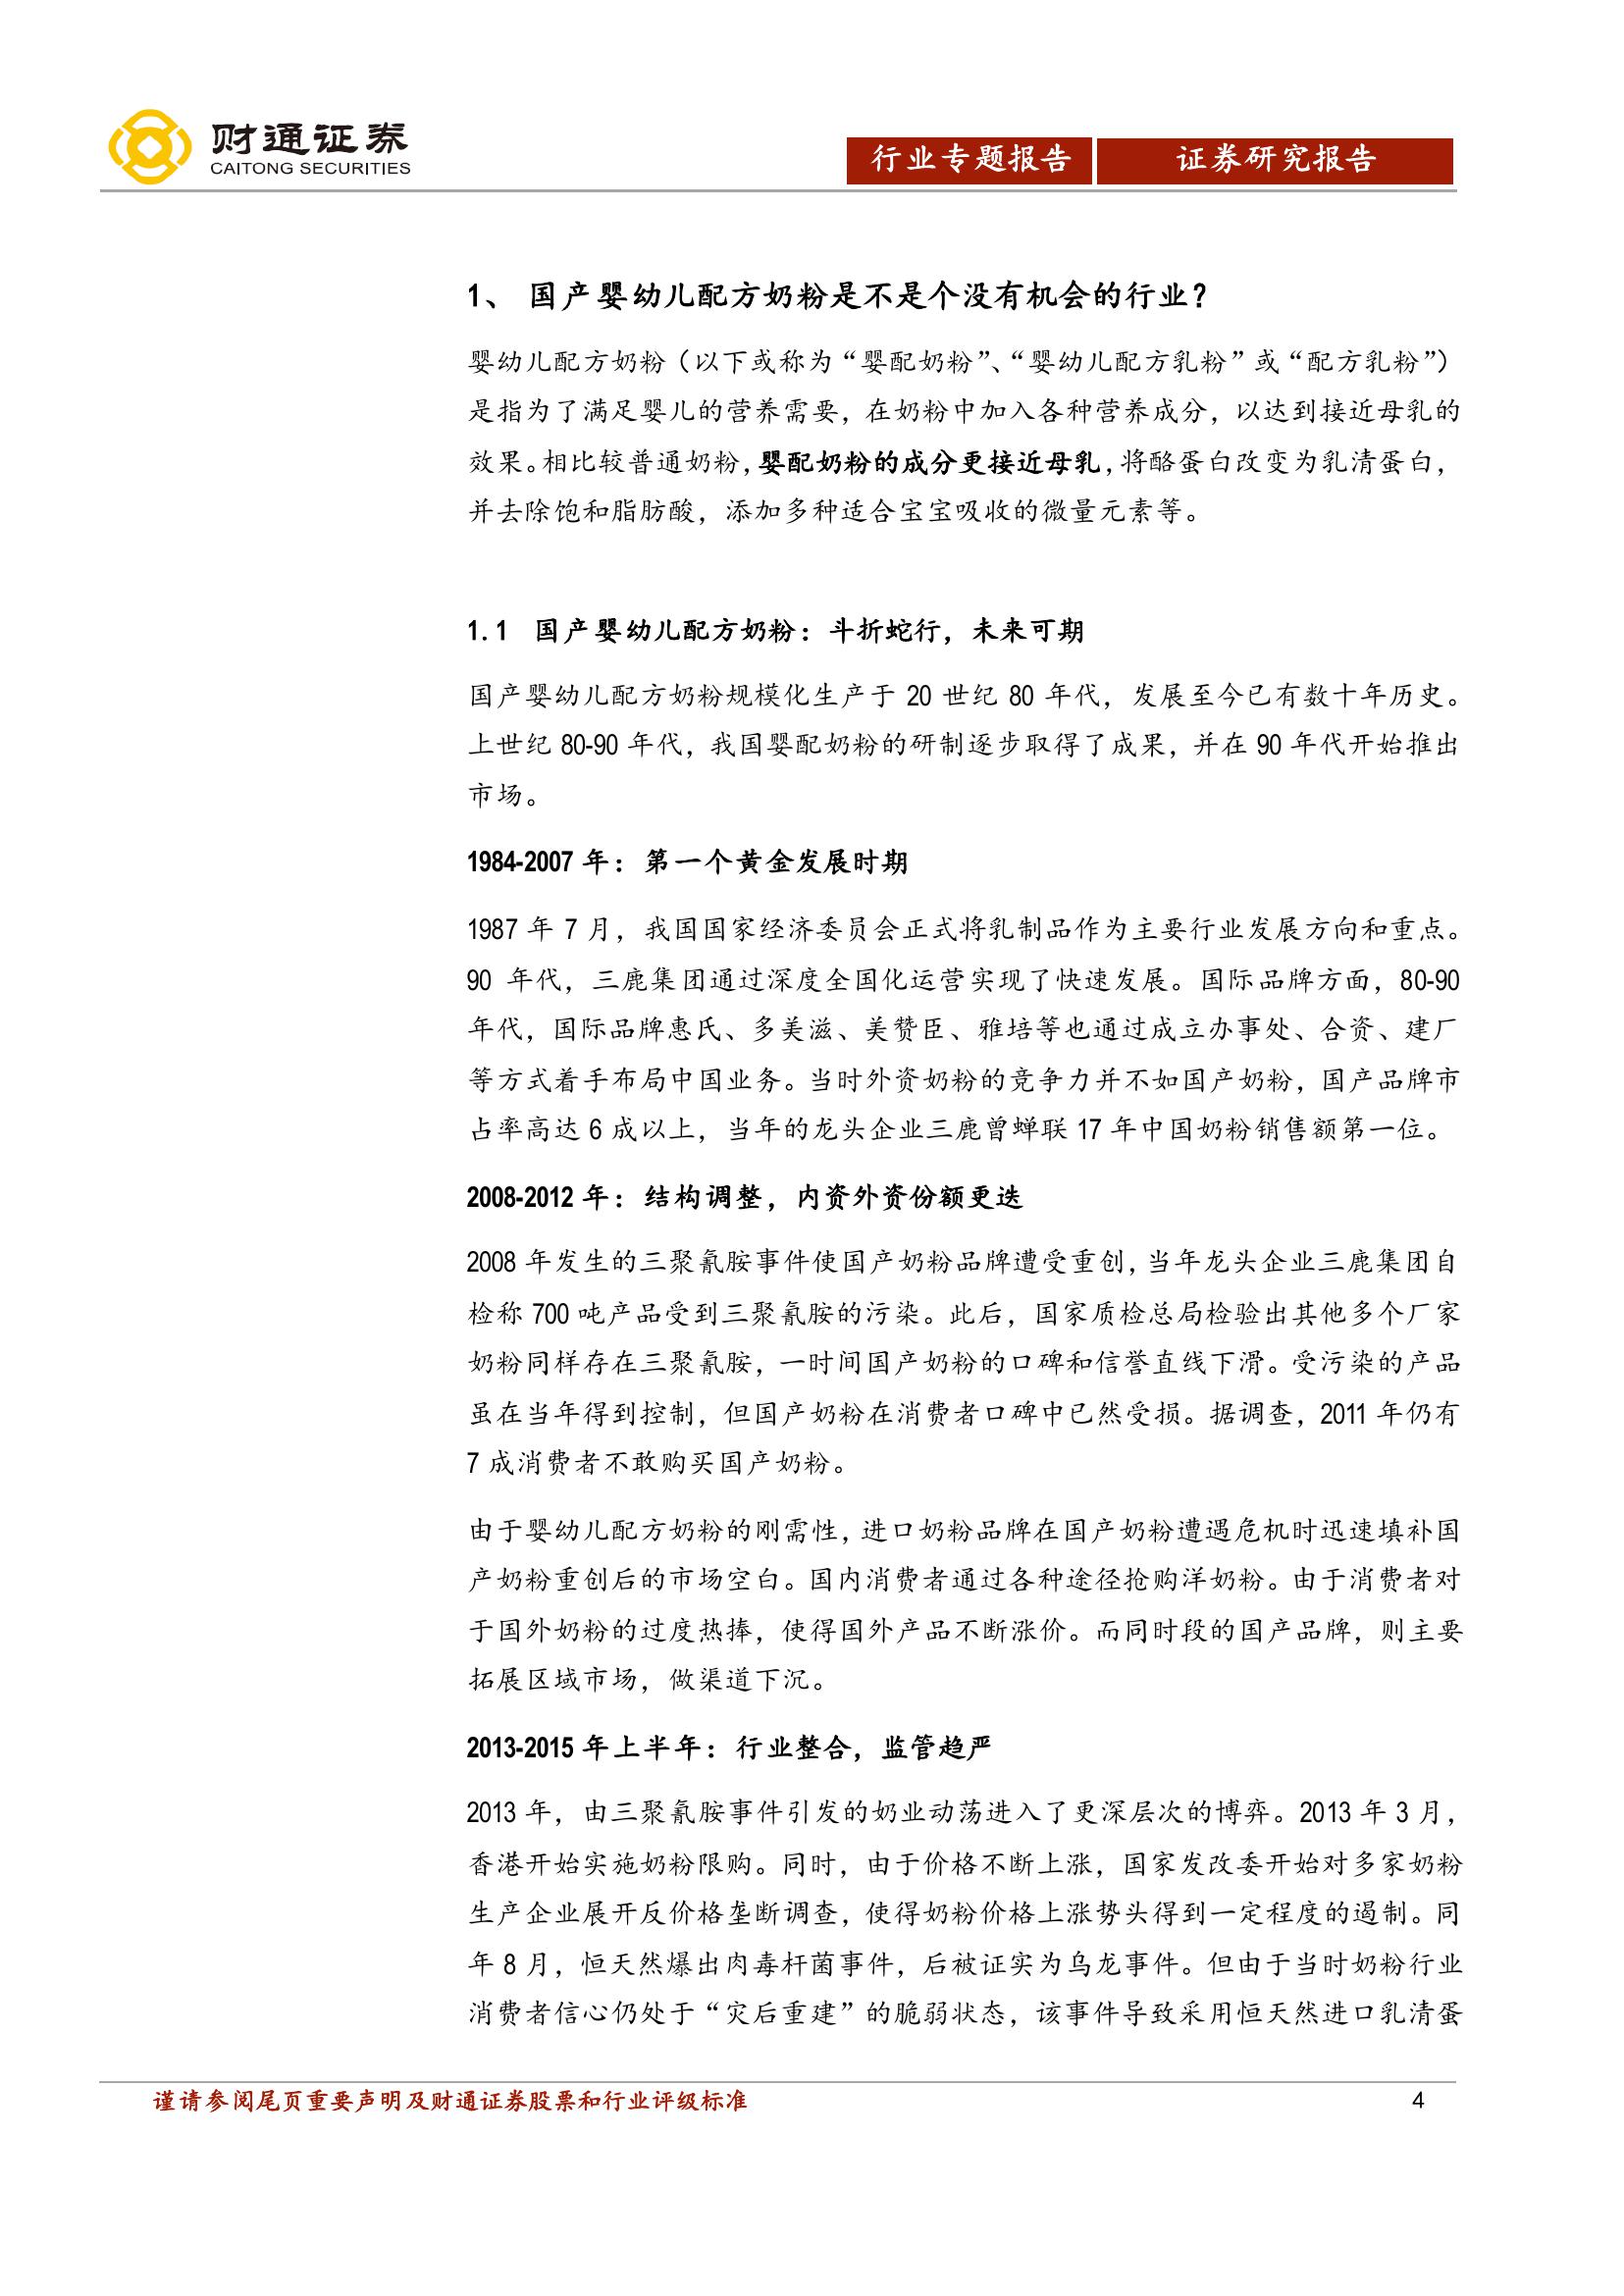 财通证券
CAITONG SECURITIES
行业专题报告
证券研究报告
1、 国产婴幼儿配方奶粉是不是个没有机会的行业？
婴幼儿配方奶粉（以下或称为“婴配奶粉”、“婴幼儿配方乳粉”或“配方乳粉”）
是指为了满足婴儿的营养需要，在奶粉中加入各种营养成分，以达到接近母乳的
效果。相比较普通奶粉，婴配奶粉的成分更接近母乳，将酪蛋白改变为乳清蛋白，
并去除饱和脂肪酸，添加多种适合宝宝吸收的微量元素等。
1.1 国产婴幼儿配方奶粉：斗折蛇行，未来可期
国产婴幼儿配方奶粉规模化生产于 20 世纪 80 年代，发展至今已有数十年历史。
上世纪 80-90 年代，我国婴配奶粉的研制逐步取得了成果，并在 90 年代开始推出
市场。
1984-2007 年：第一个黄金发展时期
1987 年 7 月，我国国家经济委员会正式将乳制品作为主要行业发展方向和重点。
90 年代，三鹿集团通过深度全国化运营实现了快速发展。国际品牌方面，80-90
年代，国际品牌惠氏、多美滋、美赞臣、雅培等也通过成立办事处、合资、建厂
等方式着手布局中国业务。当时外资奶粉的竞争力并不如国产奶粉，国产品牌市
占率高达 6 成以上，当年的龙头企业三鹿曾蝉联 17 年中国奶粉销售额第一位。
2008-2012 年：结构调整，内资外资份额更迭
2008 年发生的三聚氰胺事件使国产奶粉品牌遭受重创，当年龙头企业三鹿集团自
检称 700 吨产品受到三聚氰胺的污染。此后，国家质检总局检验出其他多个厂家
奶粉同样存在三聚氰胺，一时间国产奶粉的口碑和信誉直线下滑。受污染的产品
虽在当年得到控制，但国产奶粉在消费者口碑中已然受损。据调查，2011 年仍有
7 成消费者不敢购买国产奶粉。
由于婴幼儿配方奶粉的刚需性，进口奶粉品牌在国产奶粉遭遇危机时迅速填补国
产奶粉重创后的市场空白。国内消费者通过各种途径抢购洋奶粉。由于消费者对
于国外奶粉的过度热捧，使得国外产品不断涨价。而同时段的国产品牌，则主要
拓展区域市场，做渠道下沉。
2013-2015 年上半年：行业整合，监管趋严
2013 年，由三聚氰胺事件引发的奶业动荡进入了更深层次的博弈。2013 年 3 月，
香港开始实施奶粉限购。同时，由于价格不断上涨，国家发改委开始对多家奶粉
生产企业展开反价格垄断调查，使得奶粉价格上涨势头得到一定程度的遏制。同
年 8 月，恒天然爆出肉毒杆菌事件，后被证实为乌龙事件。但由于当时奶粉行业
消费者信心仍处于“灾后重建”的脆弱状态，该事件导致采用恒天然进口乳清蛋
谨请参阅尾页重要声明及财通证券股票和行业评级标准
4